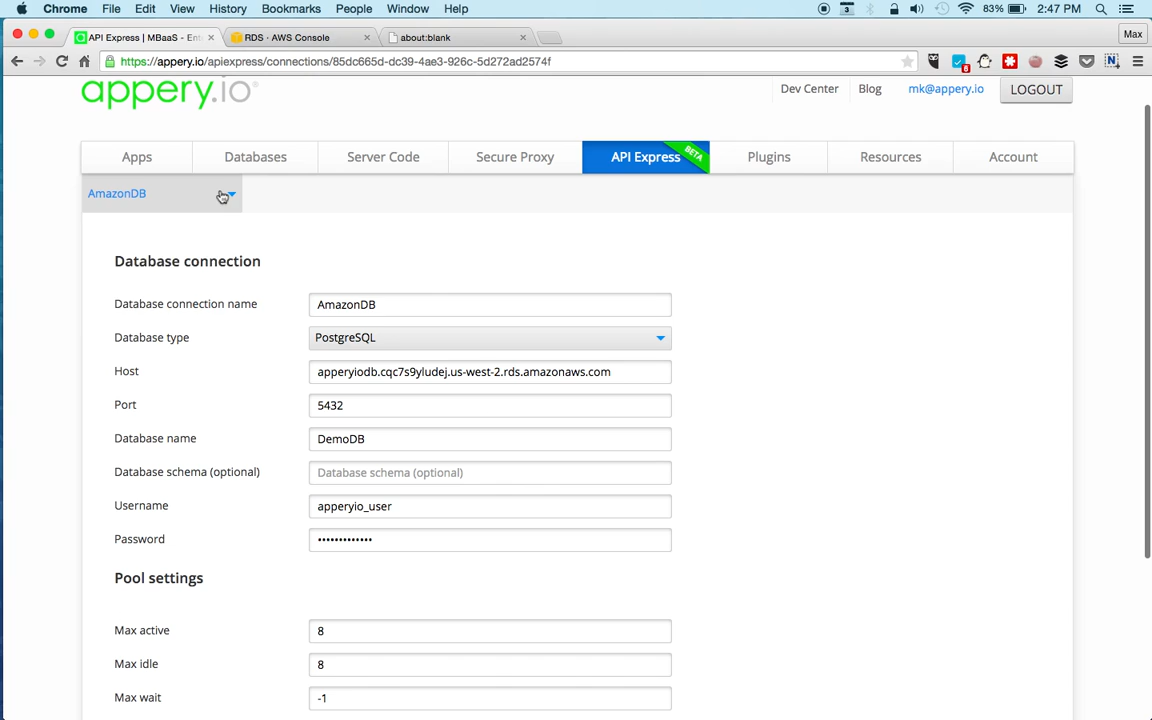 Chrome File Edit View History Bookmarks People Window Help 3 83% 2:47 PM
API Express | MBaaS - Ent RDS · AWS Console about:blank Max
https://appery.io/apiexpress/connections/85dc665d-dc39-4ae3-926c-5d272ad2574f
appery.io® Dev Center Blog mk@appery.io LOGOUT
Apps Databases Server Code Secure Proxy API Express BETA Plugins Resources Account
AmazonDB
Database connection
Database connection name AmazonDB
Database type PostgreSQL
Host apperyiodb.cqc7s9yludej.us-west-2.rds.amazonaws.com
Port 5432
Database name DemoDB
Database schema (optional) Database schema (optional)
Username apperyio_user
Password •••••••••••••
Pool settings
Max active 8
Max idle 8
Max wait -1